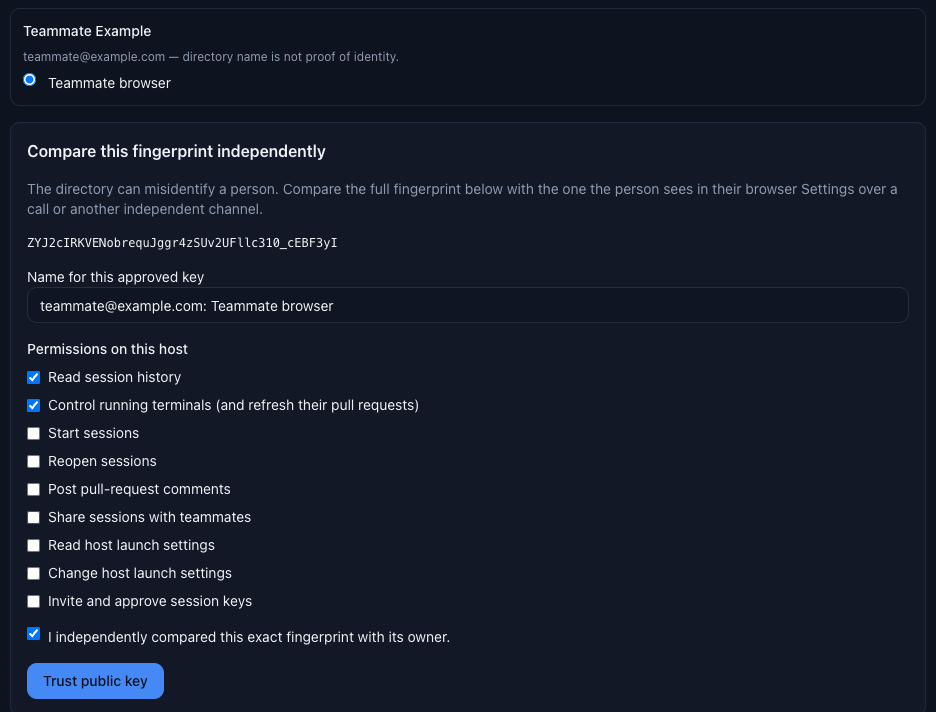 Teammate Example
teammate@example.com — directory name is not proof of identity.
Teammate browser
Compare this fingerprint independently
The directory can misidentify a person. Compare the full fingerprint below with the one the person sees in their browser Settings over a
call or another independent channel.
ZYJ2cIRKVENobrequJggr4zSUv2UFllc310_cEBF3yI
Name for this approved key
teammate@example.com: Teammate browser
Permissions on this host
Read session history
Control running terminals (and refresh their pull requests)
Start sessions
Reopen sessions
Post pull-request comments
Share sessions with teammates
Read host launch settings
Change host launch settings
Invite and approve session keys
I independently compared this exact fingerprint with its owner.
Trust public key